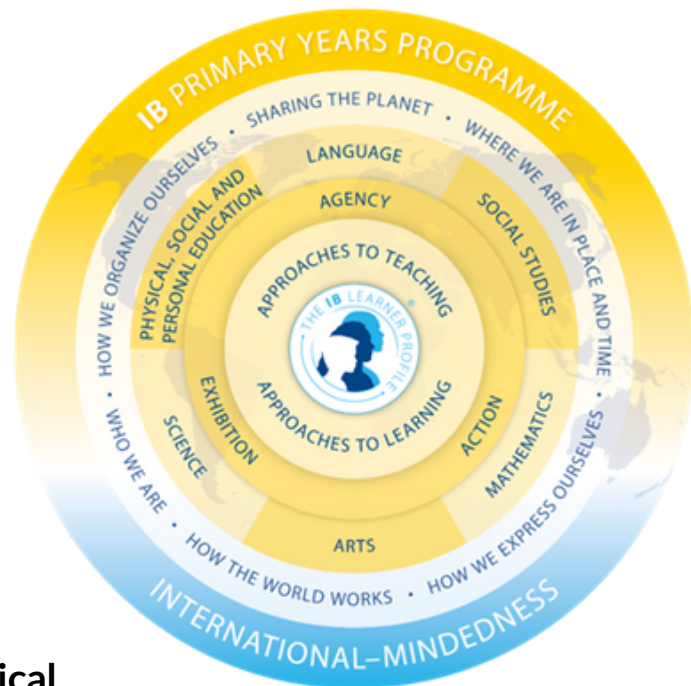 IB PRIMARY YEARS PROGRAMME
SHARING THE PLANET • WHERE WE ARE IN PLACE AND TIME • HOW WE EXPRESS OURSELVES • HOW THE WORLD WORKS • WHO WE ARE • HOW WE ORGANIZE OURSELVES •
LANGUAGE
SOCIAL STUDIES
MATHEMATICS
ARTS
SCIENCE
PHYSICAL, SOCIAL AND
PERSONAL EDUCATION
AGENCY
ACTION
EXHIBITION
APPROACHES TO TEACHING
THE IB LEARNER PROFILE
®
APPROACHES TO LEARNING
INTERNATIONAL–MINDEDNESS
ical